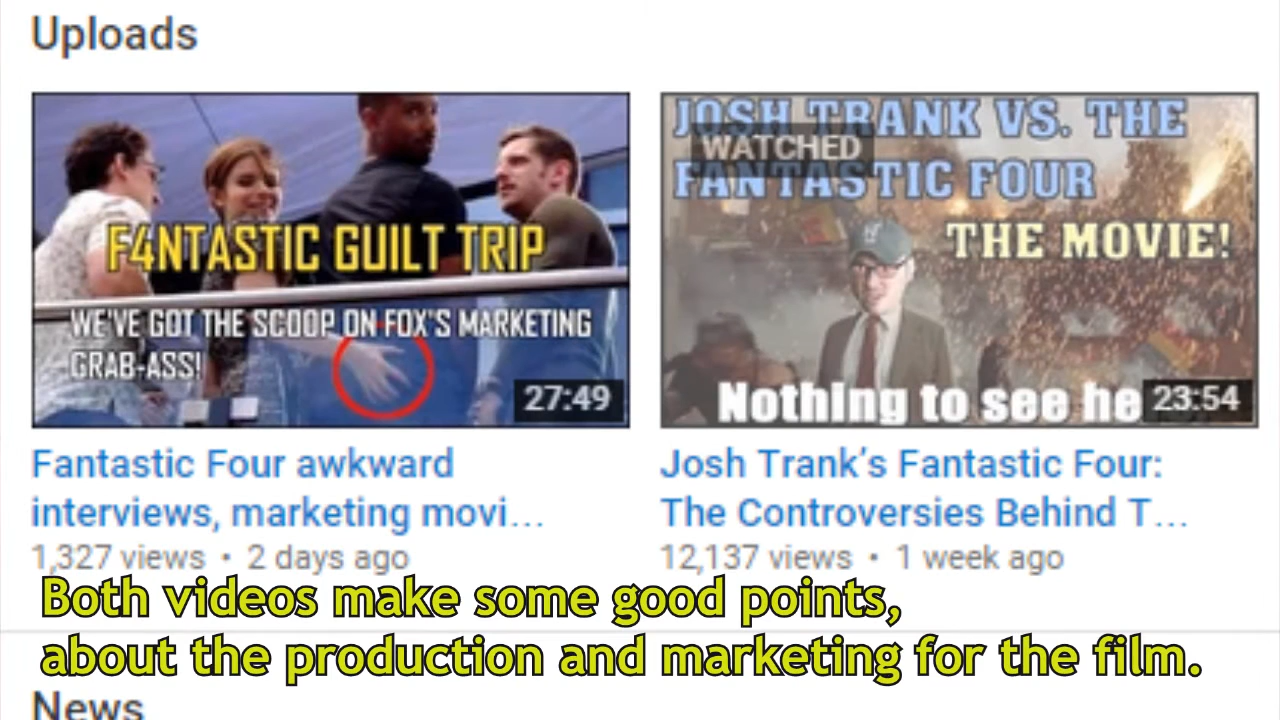 Uploads
F4NTASTIC GUILT TRIP
WE'VE GOT THE SCOOP ON FOX'S MARKETING
GRAB-ASS!
27:49
JOSH TRANK VS. THE
WATCHED
FANTASTIC FOUR
THE MOVIE!
Nothing to see he
23:54
Fantastic Four awkward
interviews, marketing movi...
1,327 views • 2 days ago
Josh Trank’s Fantastic Four:
The Controversies Behind T...
12,137 views • 1 week ago
Both videos make some good points,
about the production and marketing for the film.
News